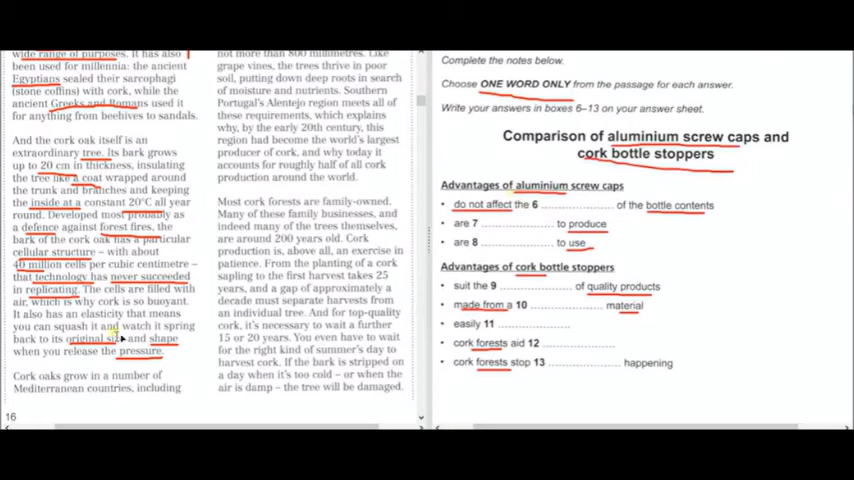 wide range of purposes. It has also
been used for millennia: the ancient
Egyptians sealed their sarcophagi
(stone coffins) with cork, while the
ancient Greeks and Romans used it
for anything from beehives to sandals.
And the cork oak itself is an
extraordinary tree. Its bark grows
up to 20 cm in thickness, insulating
the tree like a coat wrapped around
the trunk and branches and keeping
the inside at a constant 20°C all year
round. Developed most probably as
a defence against forest fires, the
bark of the cork oak has a particular
cellular structure – with about
40 million cells per cubic centimetre –
that technology has never succeeded
in replicating. The cells are filled with
air, which is why cork is so buoyant.
It also has an elasticity that means
you can squash it and watch it spring
back to its original and shape
when you release the pressure.
Cork oaks grow in a number of
Mediterranean countries, including
16
not more than 800 millimetres. Like
grape vines, the trees thrive in poor
soil, putting down deep roots in search
of moisture and nutrients. Southern
Portugal's Alentejo region meets all of
these requirements, which explains
why, by the early 20th century, this
region had become the world's largest
producer of cork, and why today it
accounts for roughly half of all cork
production around the world.
Most cork forests are family-owned.
Many of these family businesses, and
indeed many of the trees themselves,
are around 200 years old. Cork
production is, above all, an exercise in
patience. From the planting of a cork
sapling to the first harvest takes 25
years, and a gap of approximately a
decade must separate harvests from
an individual tree. And for top-quality
cork, it's necessary to wait a further
15 or 20 years. You even have to wait
for the right kind of summer's day to
harvest cork. If the bark is stripped on
a day when it's too cold – or when the
air is damp – the tree will be damaged.
Complete the notes below.
Choose ONE WORD ONLY from the passage for each answer.
Write your answers in boxes 6–13 on your answer sheet.
Comparison of aluminium screw caps and
cork bottle stoppers
Advantages of aluminium screw caps
• do not affect the 6 .................... of the bottle contents
• are 7 .................... to produce
• are 8 .................... to use
Advantages of cork bottle stoppers
• suit the 9 .................... of quality products
• made from a 10 .................... material
• easily 11 ....................
• cork forests aid 12 ....................
• cork forests stop 13 .................... happening